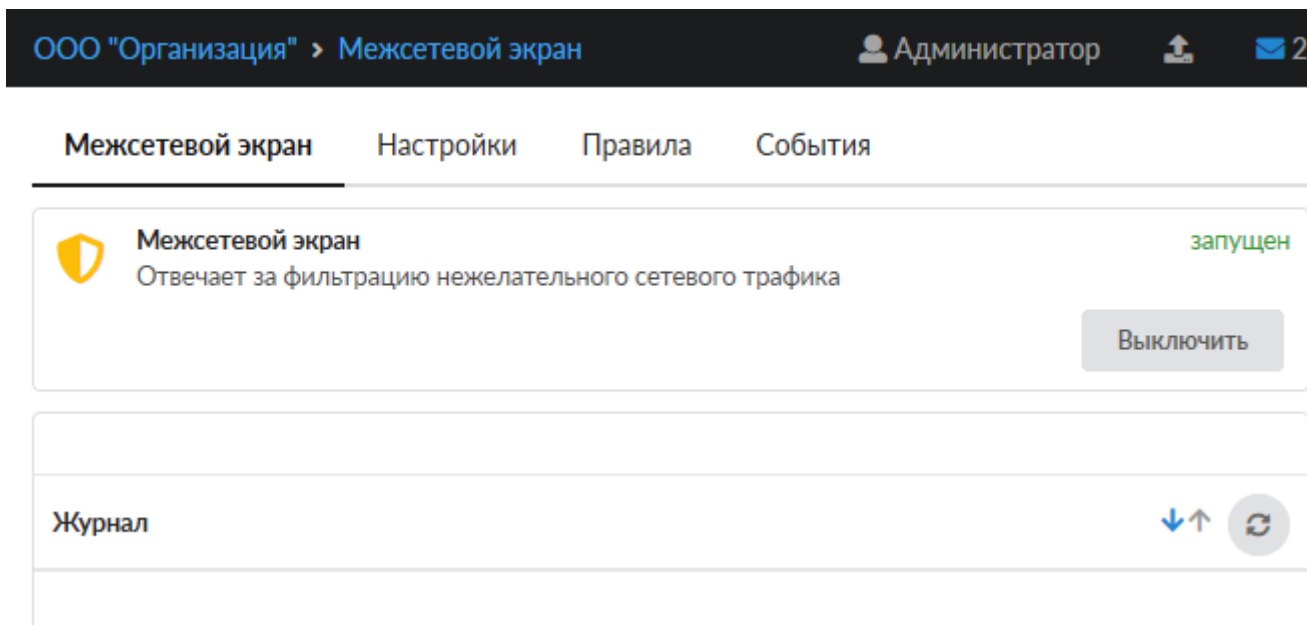 ООО "Организация" > Межсетевой экран Администратор 2
Межсетевой экран Настройки Правила События
Межсетевой экран запущен
Отвечает за фильтрацию нежелательного сетевого трафика
Выключить
Журнал